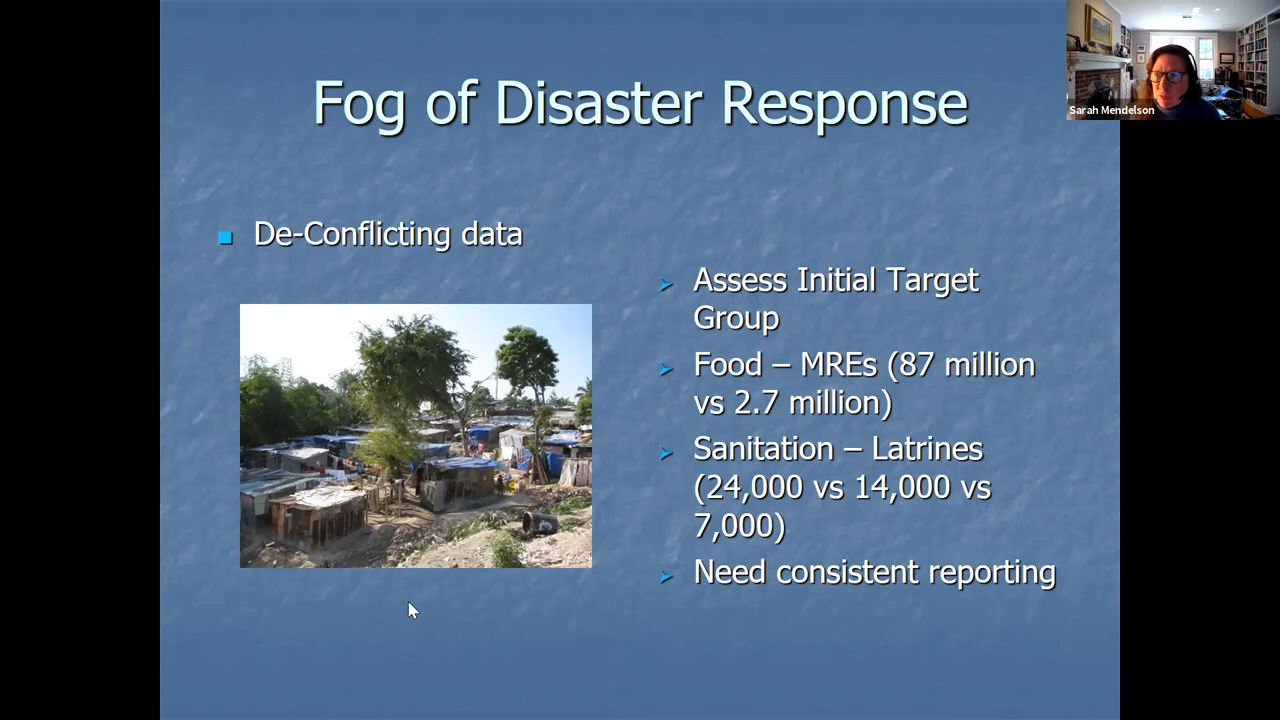 Fog of Disaster Response
Sarah Mendelson
De-Conflicting data
Assess Initial Target
Group
Food – MREs (87 million
vs 2.7 million)
Sanitation – Latrines
(24,000 vs 14,000 vs
7,000)
Need consistent reporting